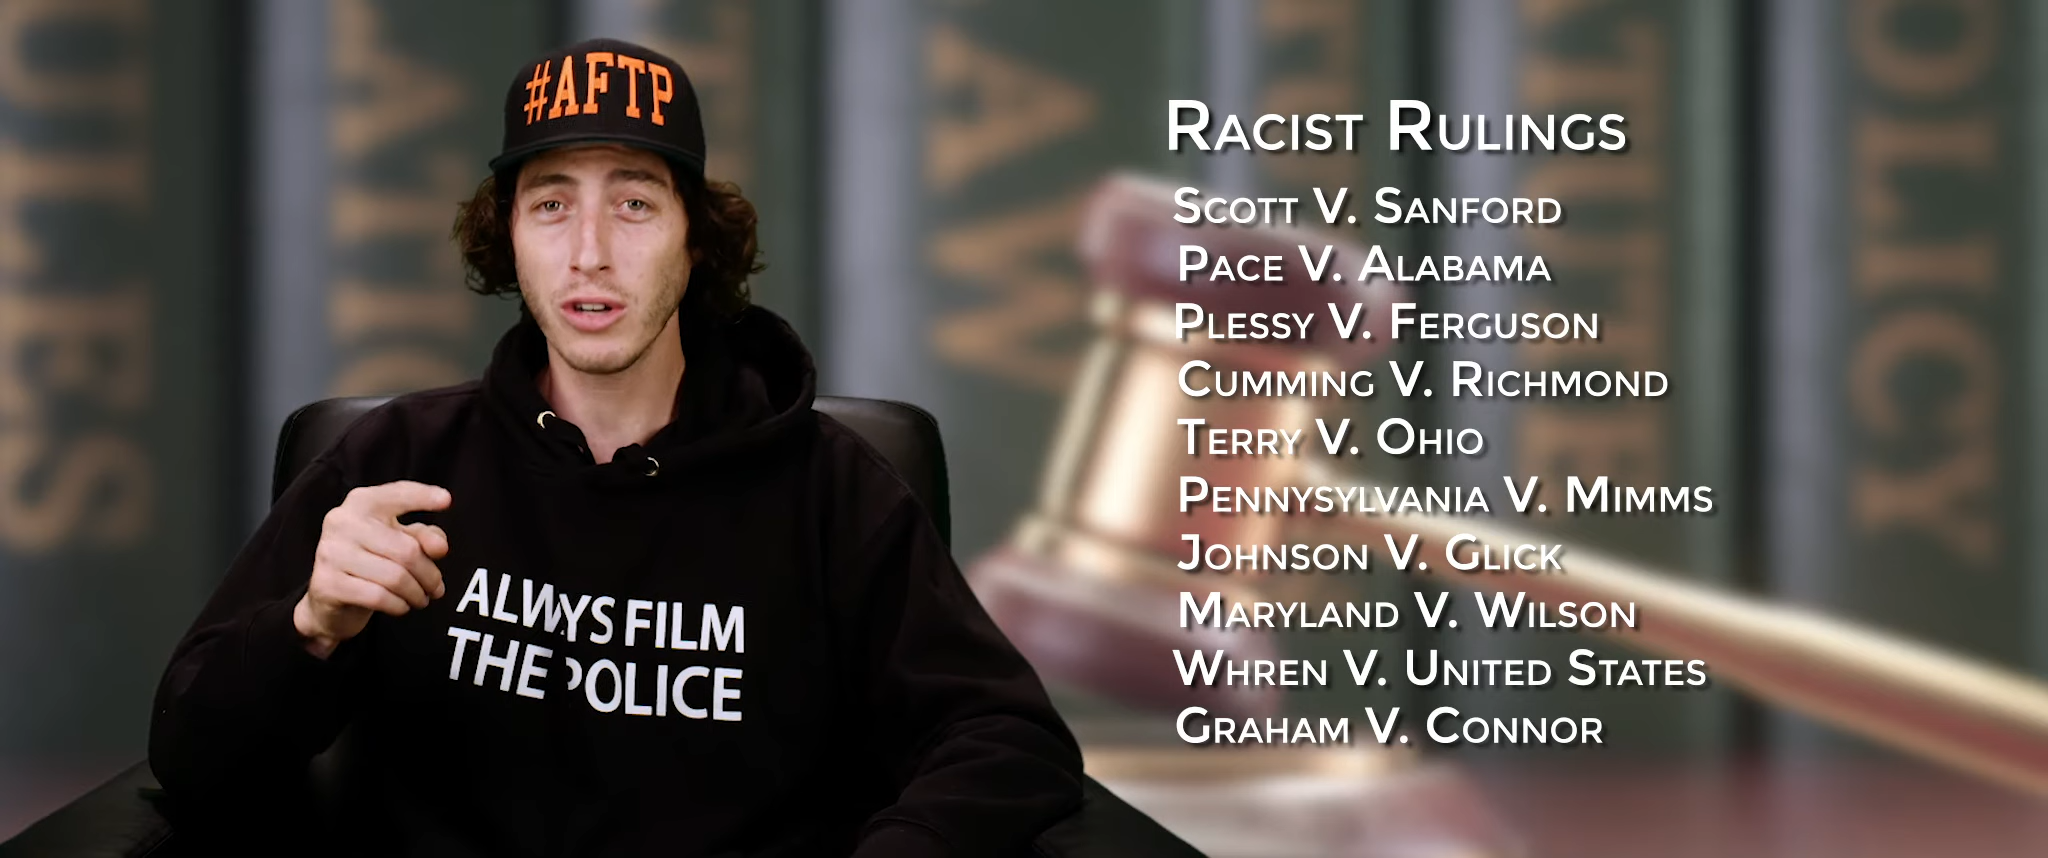 #AFTP
ALWAYS FILM
THE POLICE
RACIST RULINGS
SCOTT V. SANFORD
PACE V. ALABAMA
PLESSY V. FERGUSON
CUMMING V. RICHMOND
TERRY V. OHIO
PENNYSYLVANIA V. MIMMS
JOHNSON V. GLICK
MARYLAND V. WILSON
WHREN V. UNITED STATES
GRAHAM V. CONNOR